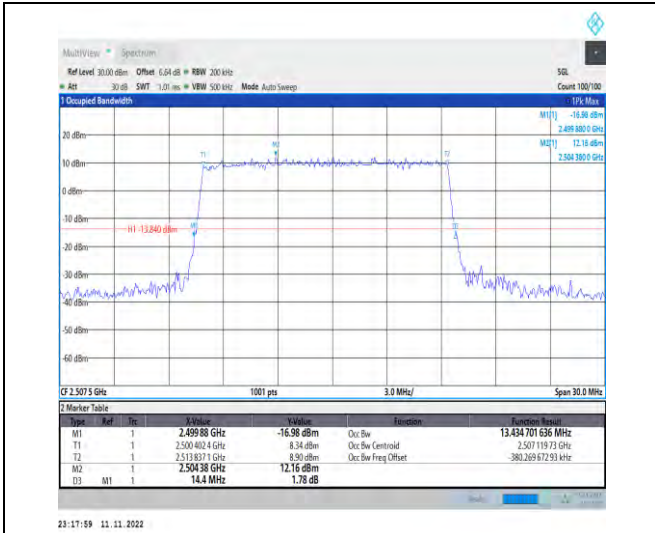 MultiView Spectrum
Ref Level 30.00 dBm Offset 6.64 dB RBW 200 kHz SGL
Att 30 dB SWT 1.01 ms VBW 500 kHz Mode Auto Sweep Count 100/100
1 Occupied Bandwidth 1Pk Max
M1[1] -16.98 dBm
2.499 880 0 GHz
20 dBm M2[1] 12.16 dBm
2.504 380 0 GHz
M2
T1 T2
10 dBm
0 dBm
-10 dBm
H1 -13.840 dBm M1 D3
-20 dBm
-30 dBm
-40 dBm
-50 dBm
-60 dBm
CF 2.507 5 GHz 1001 pts 3.0 MHz/ Span 30.0 MHz
2 Marker Table
Type Ref Trc X-Value Y-Value Function Function Result
M1 1 2.499 88 GHz -16.98 dBm Occ Bw 13.434 701 636 MHz
T1 1 2.500 402 4 GHz 8.34 dBm Occ Bw Centroid 2.507 119 73 GHz
T2 1 2.513 837 1 GHz 8.90 dBm Occ Bw Freq Offset -380.269 672 93 kHz
M2 1 2.504 38 GHz 12.16 dBm
D3 M1 1 14.4 MHz 1.78 dB
23:17:59 11.11.2022